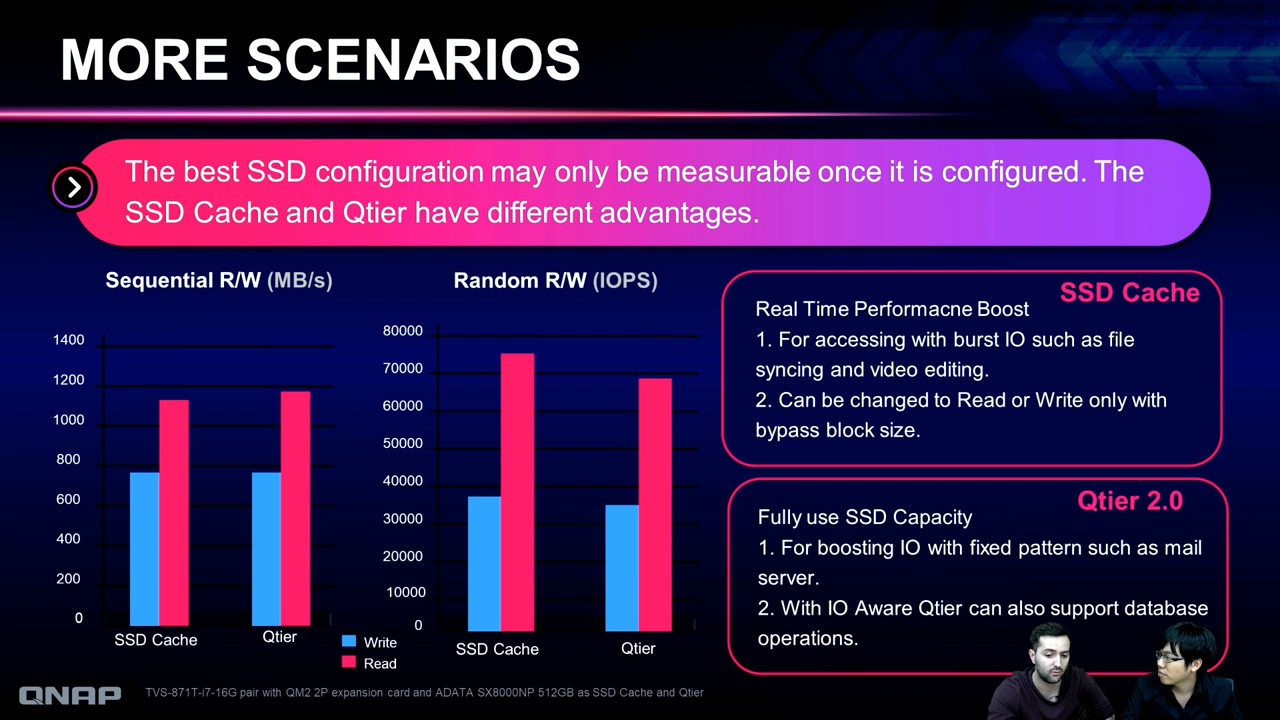 MORE SCENARIOS
The best SSD configuration may only be measurable once it is configured. The
SSD Cache and Qtier have different advantages.
Sequential R/W (MB/s)
1400
1200
1000
800
600
400
200
0
SSD Cache
Qtier
Random R/W (IOPS)
80000
70000
60000
50000
40000
30000
20000
10000
0
SSD Cache
Qtier
Write
Read
SSD Cache
Real Time Performacne Boost
1. For accessing with burst IO such as file
syncing and video editing.
2. Can be changed to Read or Write only with
bypass block size.
Qtier 2.0
Fully use SSD Capacity
1. For boosting IO with fixed pattern such as mail
server.
2. With IO Aware Qtier can also support database
operations.
QNAP
TVS-871T-i7-16G pair with QM2 2P expansion card and ADATA SX8000NP 512GB as SSD Cache and Qtier